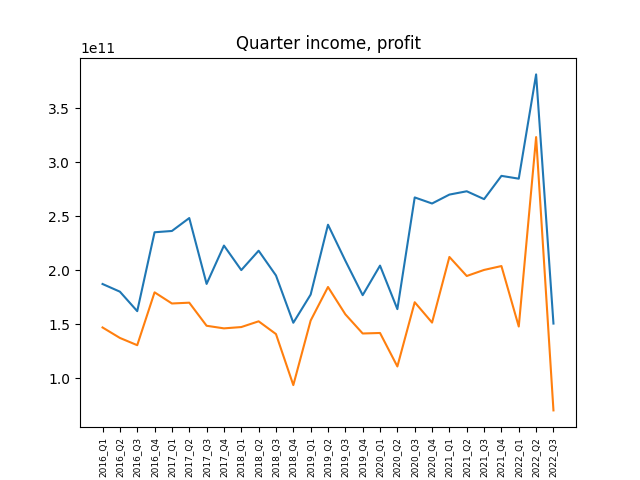 Quarter income, profit
1e11
3.5
3.0
2.5
2.0
1.5
1.0
2016_Q1
2016_Q2
2016_Q3
2016_Q4
2017_Q1
2017_Q2
2017_Q3
2017_Q4
2018_Q1
2018_Q2
2018_Q3
2018_Q4
2019_Q1
2019_Q2
2019_Q3
2019_Q4
2020_Q1
2020_Q2
2020_Q3
2020_Q4
2021_Q1
2021_Q2
2021_Q3
2021_Q4
2022_Q1
2022_Q2
2022_Q3